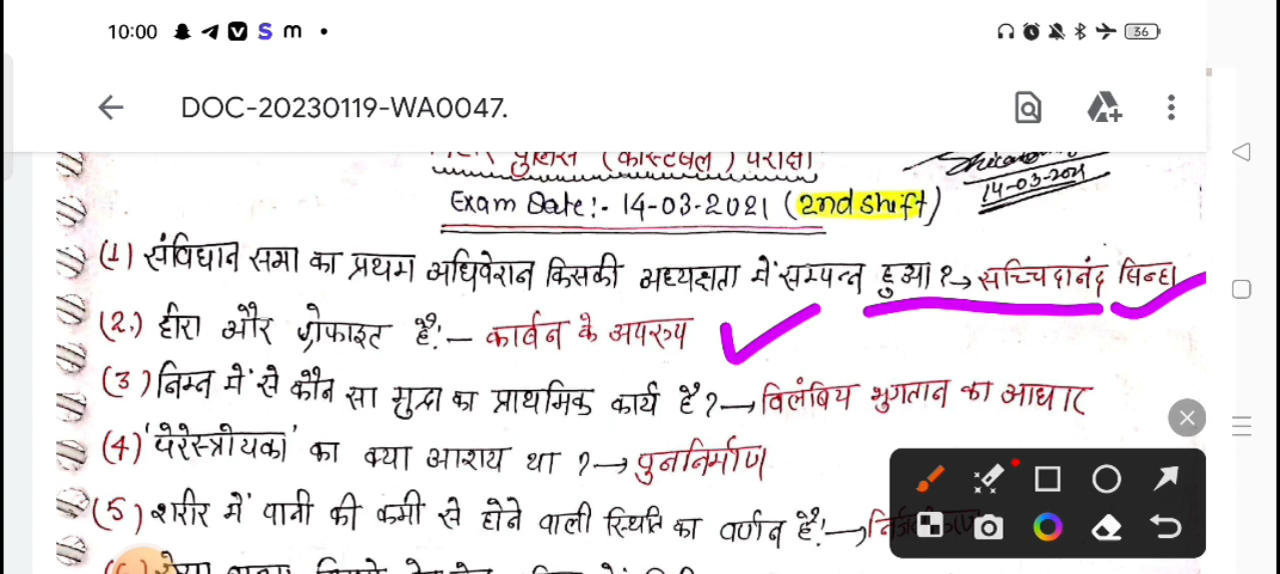 10:00 S m
36
DOC-20230119-WA0047.
पुलिस (कांस्टेबल) परीक्षा
Exam Date:- 14-03-2021 (2nd shift)
14-03-2021
(1) संविधान सभा का प्रथम अधिवेशन किसकी अध्यक्षता में सम्पन्न हुआ?→ सच्चिदानंद सिन्हा
(2.) हीरा और ग्रेफाइट है:— कार्बन के अपरुप
(3) निम्न में से कौन सा मुद्रा का प्राथमिक कार्य है?→ विलंबिय भुगतान का आधार
(4) 'पेरेस्त्रोयका' का क्या आशय था?→ पुनर्निर्माण
(5) शरीर में पानी की कमी से होने वाली स्थिति का वर्णन है:→